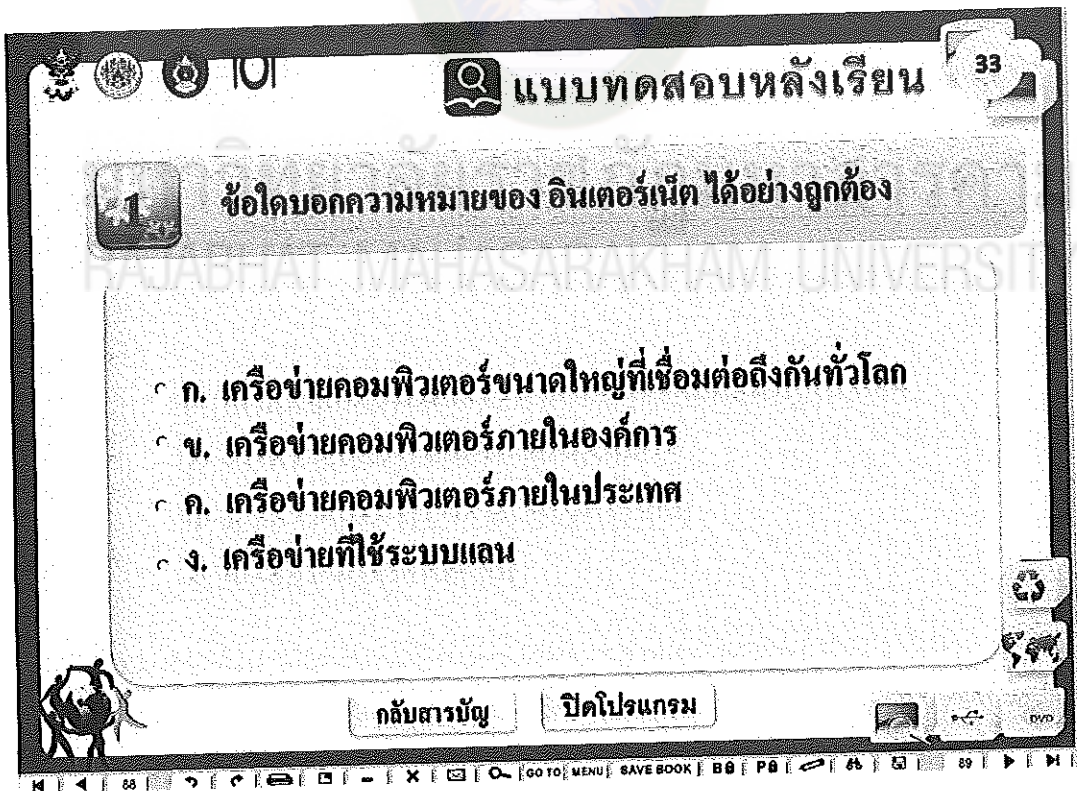 แบบทดสอบหลังเรียน
33
1
ข้อใดบอกความหมายของ อินเตอร์เน็ต ได้อย่างถูกต้อง
RAJABHAT MAHASARAKHAM UNIVERSITY
ก. เครือข่ายคอมพิวเตอร์ขนาดใหญ่ที่เชื่อมต่อถึงกันทั่วโลก
ข. เครือข่ายคอมพิวเตอร์ภายในองค์การ
ค. เครือข่ายคอมพิวเตอร์ภายในประเทศ
ง. เครือข่ายที่ใช้ระบบแลน
กลับสารบัญ ปิดโปรแกรม
DVD
88 GO TO MENU SAVE BOOK 89